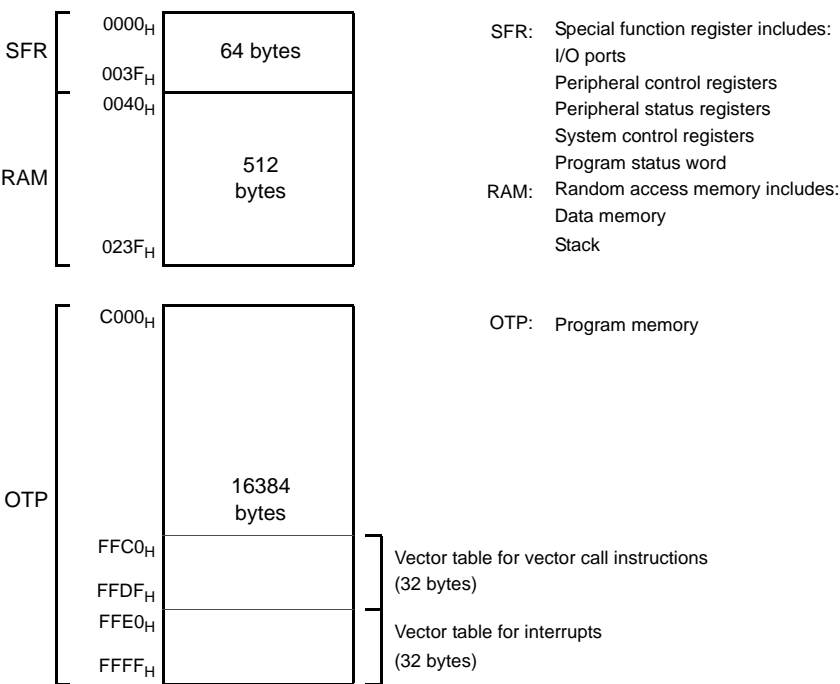 SFR
0000H
64 bytes
003FH
RAM
0040H
512
bytes
023FH
SFR: Special function register includes:
I/O ports
Peripheral control registers
Peripheral status registers
System control registers
Program status word
RAM: Random access memory includes:
Data memory
Stack
OTP
C000H
16384
bytes
FFC0H
FFDFH
FFE0H
FFFFH
OTP: Program memory
Vector table for vector call instructions
(32 bytes)
Vector table for interrupts
(32 bytes)